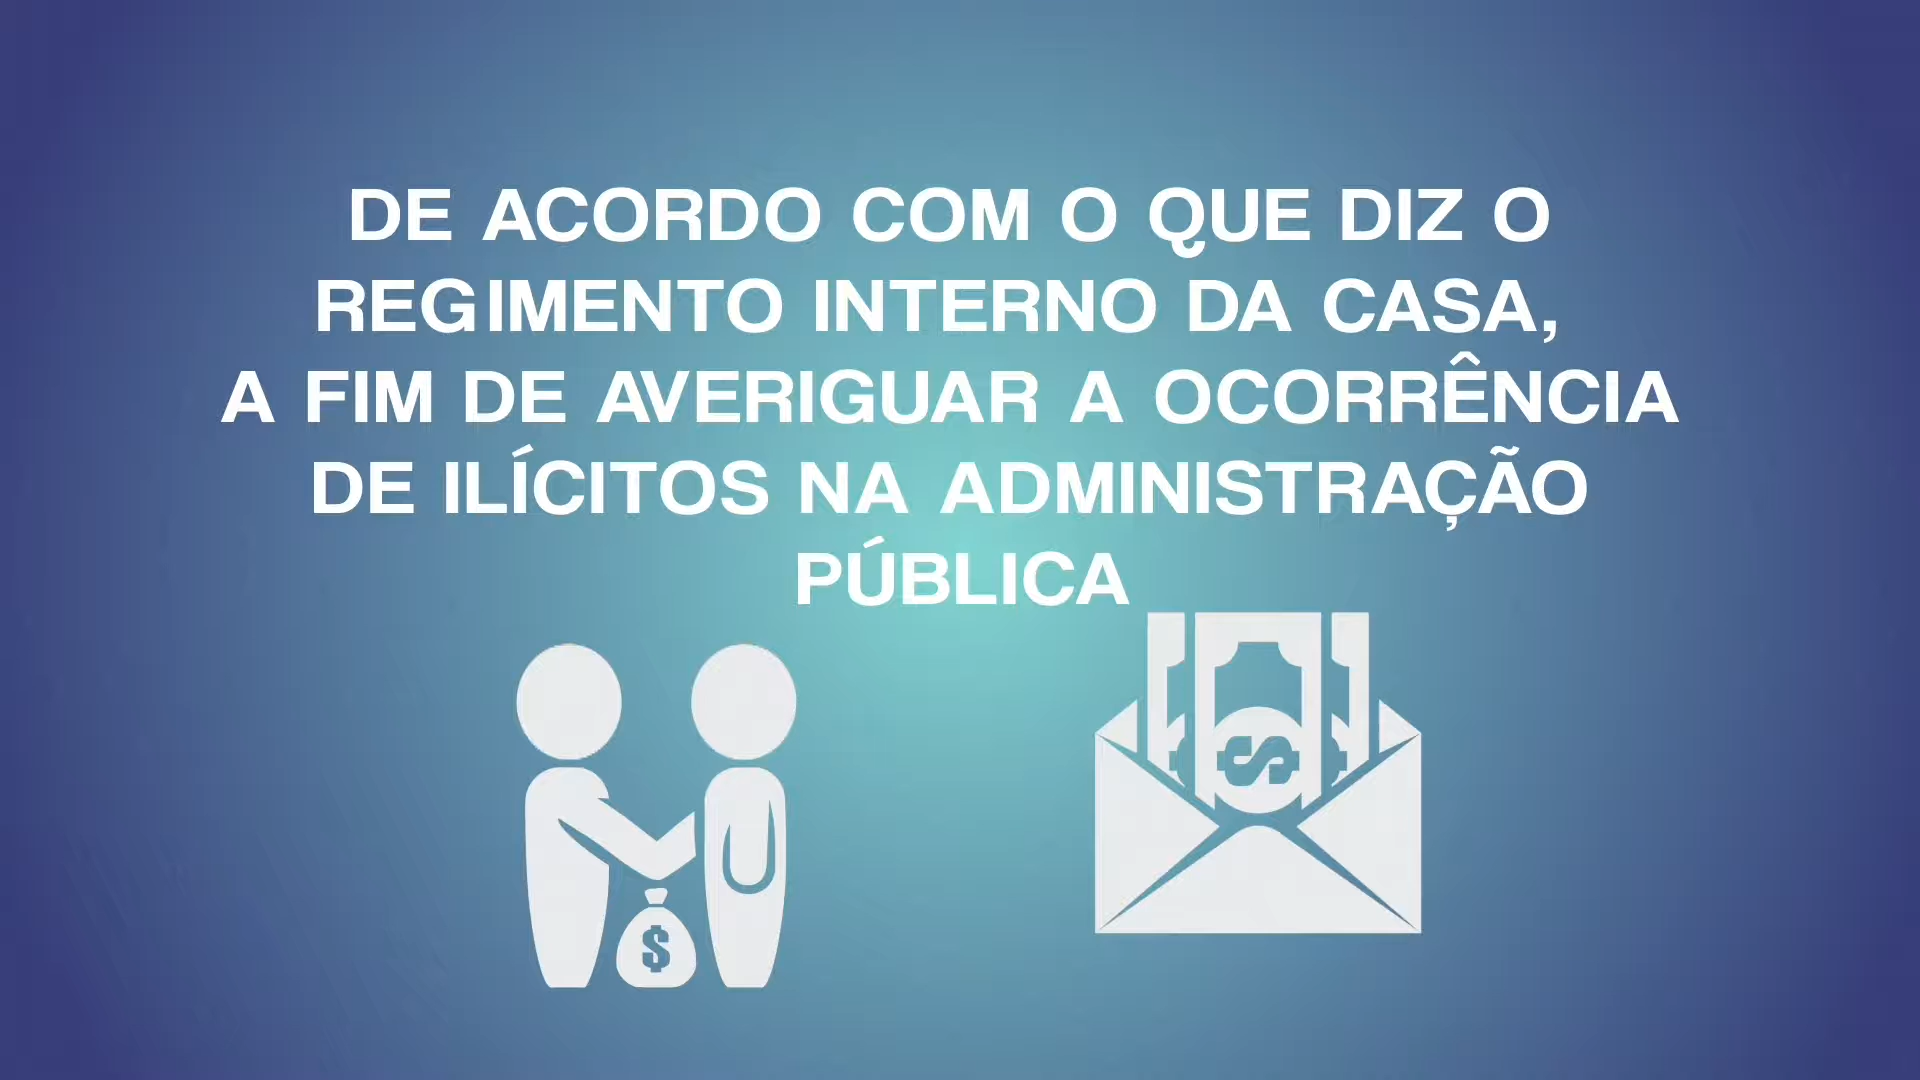 DE ACORDO COM O QUE DIZ O
REGIMENTO INTERNO DA CASA,
A FIM DE AVERIGUAR A OCORRÊNCIA
DE ILÍCITOS NA ADMINISTRAÇÃO
PÚBLICA
$
$